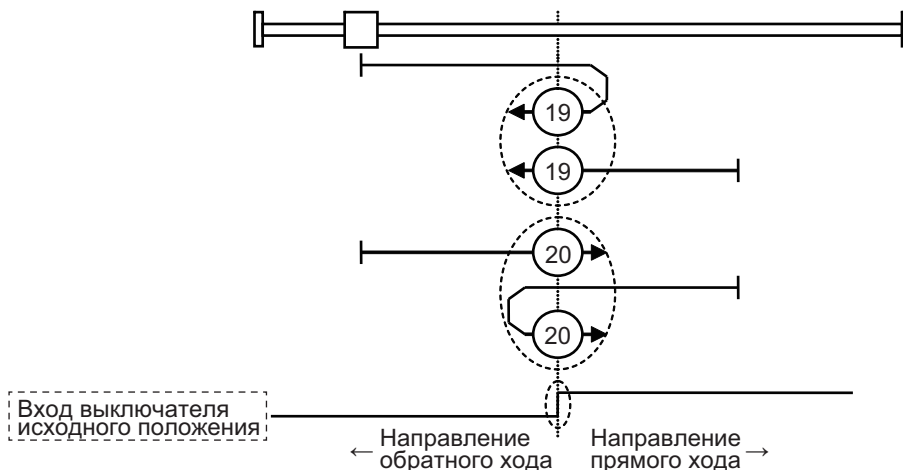 19
19
20
20
Вход выключателя
исходного положения
← Направление
обратного хода
Направление →
прямого хода